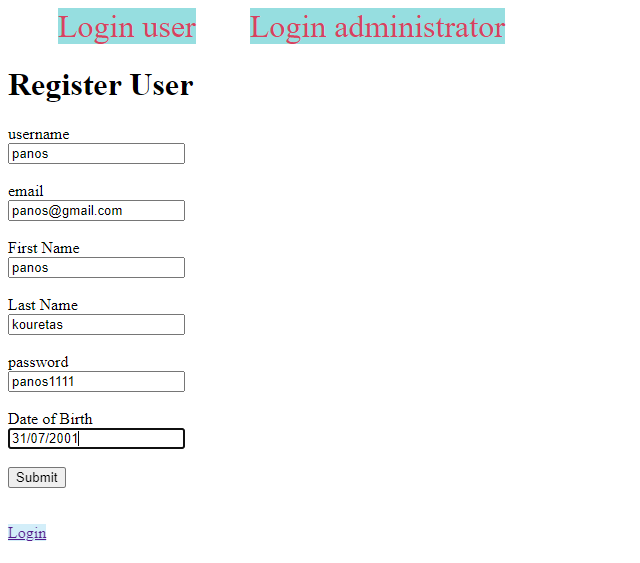 Login user Login administrator
Register User
username
panos
email
panos@gmail.com
First Name
panos
Last Name
kouretas
password
panos1111
Date of Birth
31/07/2001
Submit
Login